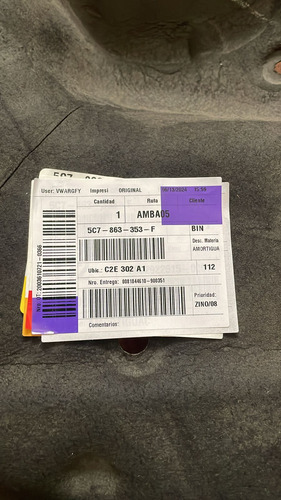 User: VWARGFY Impresi ORIGINAL
Cantidad Ruta Cliente
1 AMBA05
5C7-863-353-F BIN
Desc. Materia
AMORTIGUA
Ubic.: C2E 302 A1 112
Nro. Entrega:
Prioridad:
ZINO/08
Comentarios: